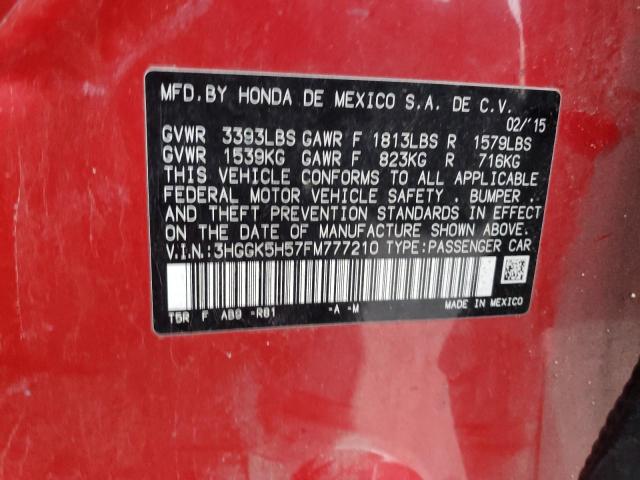 MFD.BY HONDA DE MEXICO S.A. DE C.V.
02/'15
GVWR 3393LBS GAWR F 1813LBS R 1579LBS
GVWR 1539KG GAWR F 823KG R 716KG
THIS VEHICLE CONFORMS TO ALL APPLICABLE
FEDERAL MOTOR VEHICLE SAFETY . BUMPER .
AND THEFT PREVENTION STANDARDS IN EFFECT
ON THE DATE OF MANUFACTURE SHOWN ABOVE.
V.I.N.:3HGGK5H57FM777210 TYPE:PASSENGER CAR
T5R F AB9 -R81 -A -M MADE IN MEXICO